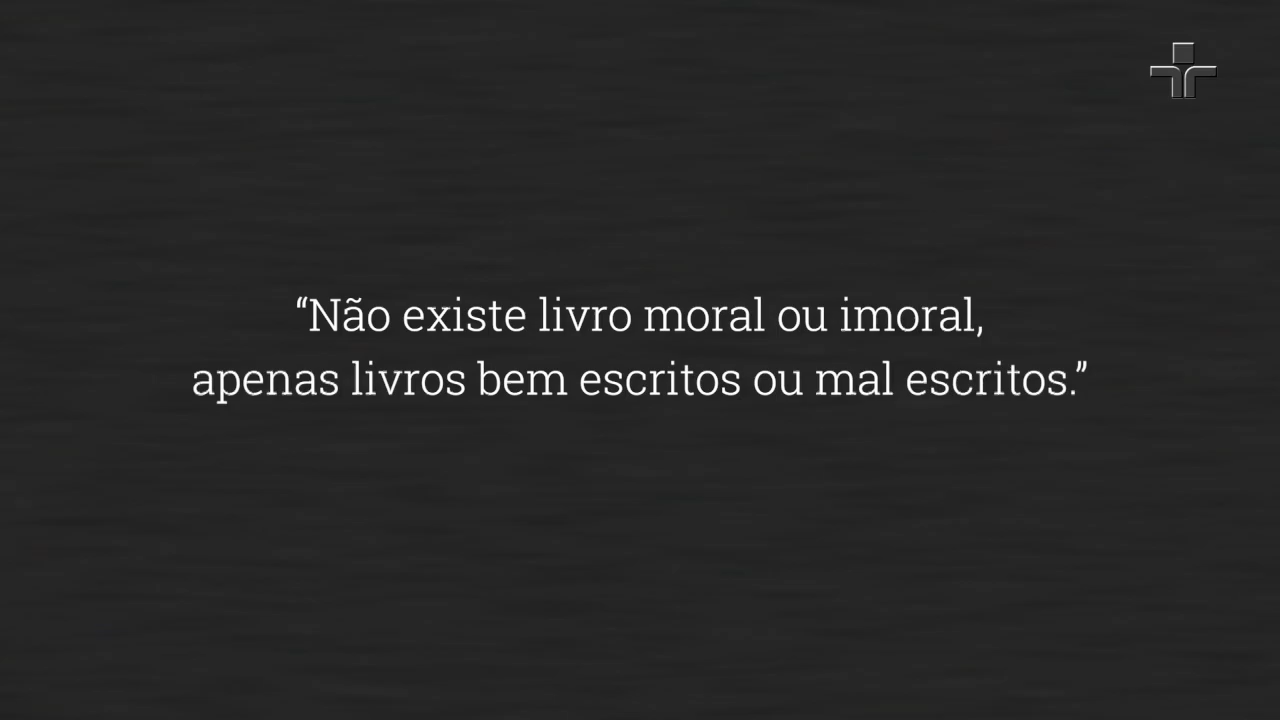 “Não existe livro moral ou imoral,
apenas livros bem escritos ou mal escritos.”